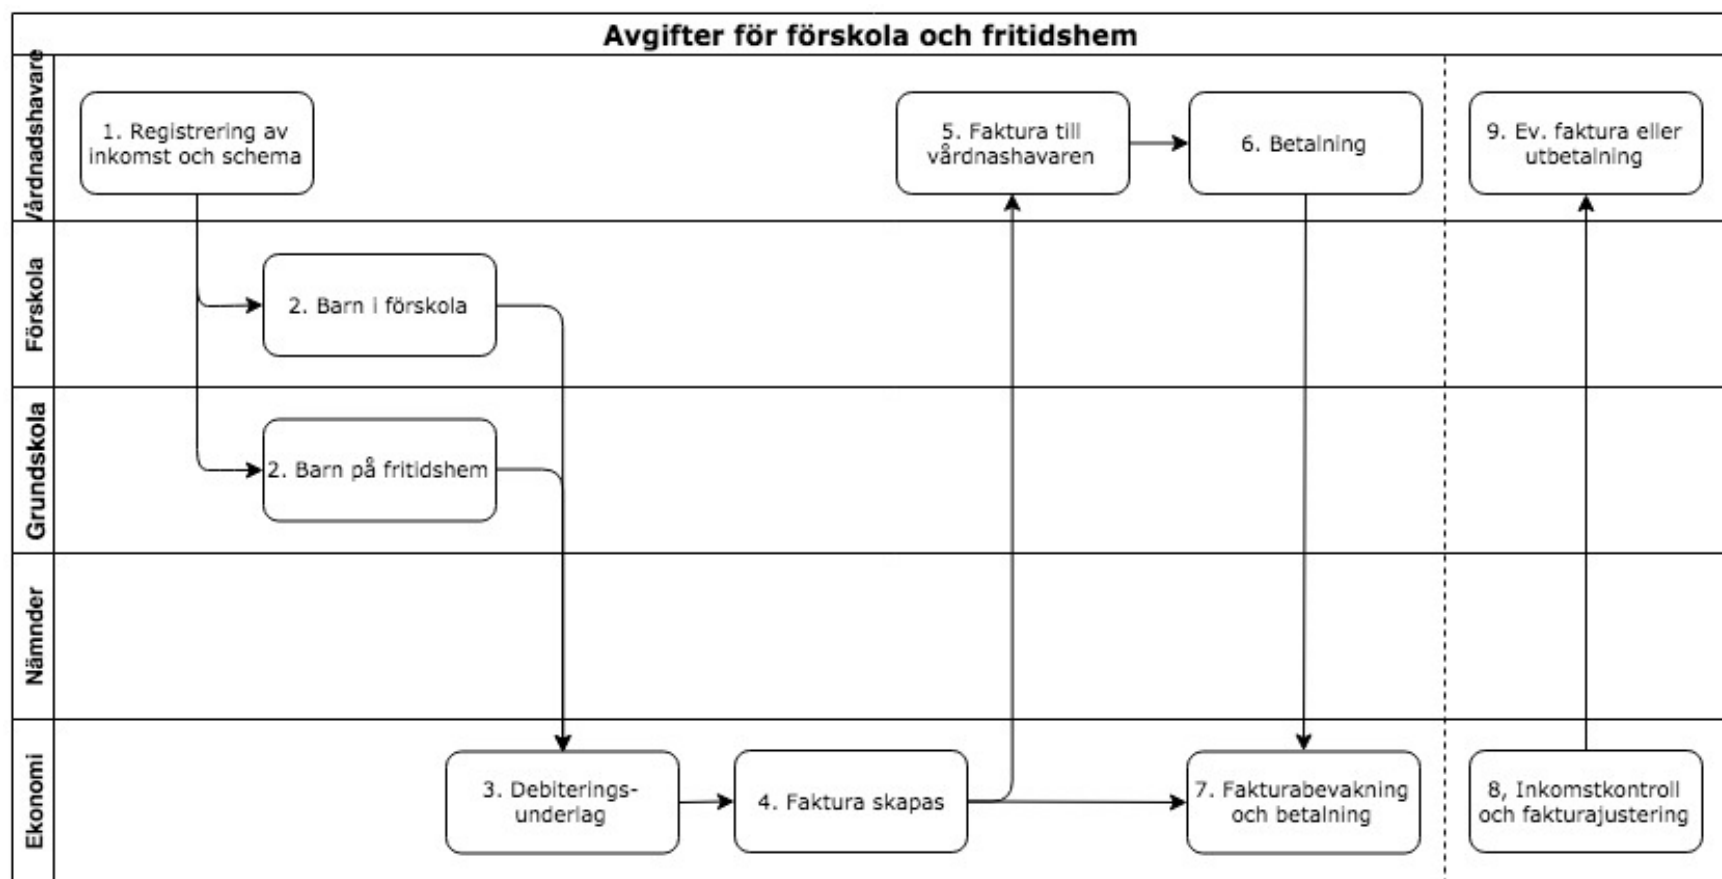 Avgifter för förskola och fritidshem
Vårdnadshavare
1. Registrering av
inkomst och schema
5. Faktura till
vårdnashavaren
6. Betalning
9. Ev. faktura eller
utbetalning
Förskola
2. Barn i förskola
Grundskola
2. Barn på fritidshem
Nämnder
Ekonomi
3. Debiterings-
underlag
4. Faktura skapas
7. Fakturabevakning
och betalning
8, Inkomstkontroll
och fakturajustering